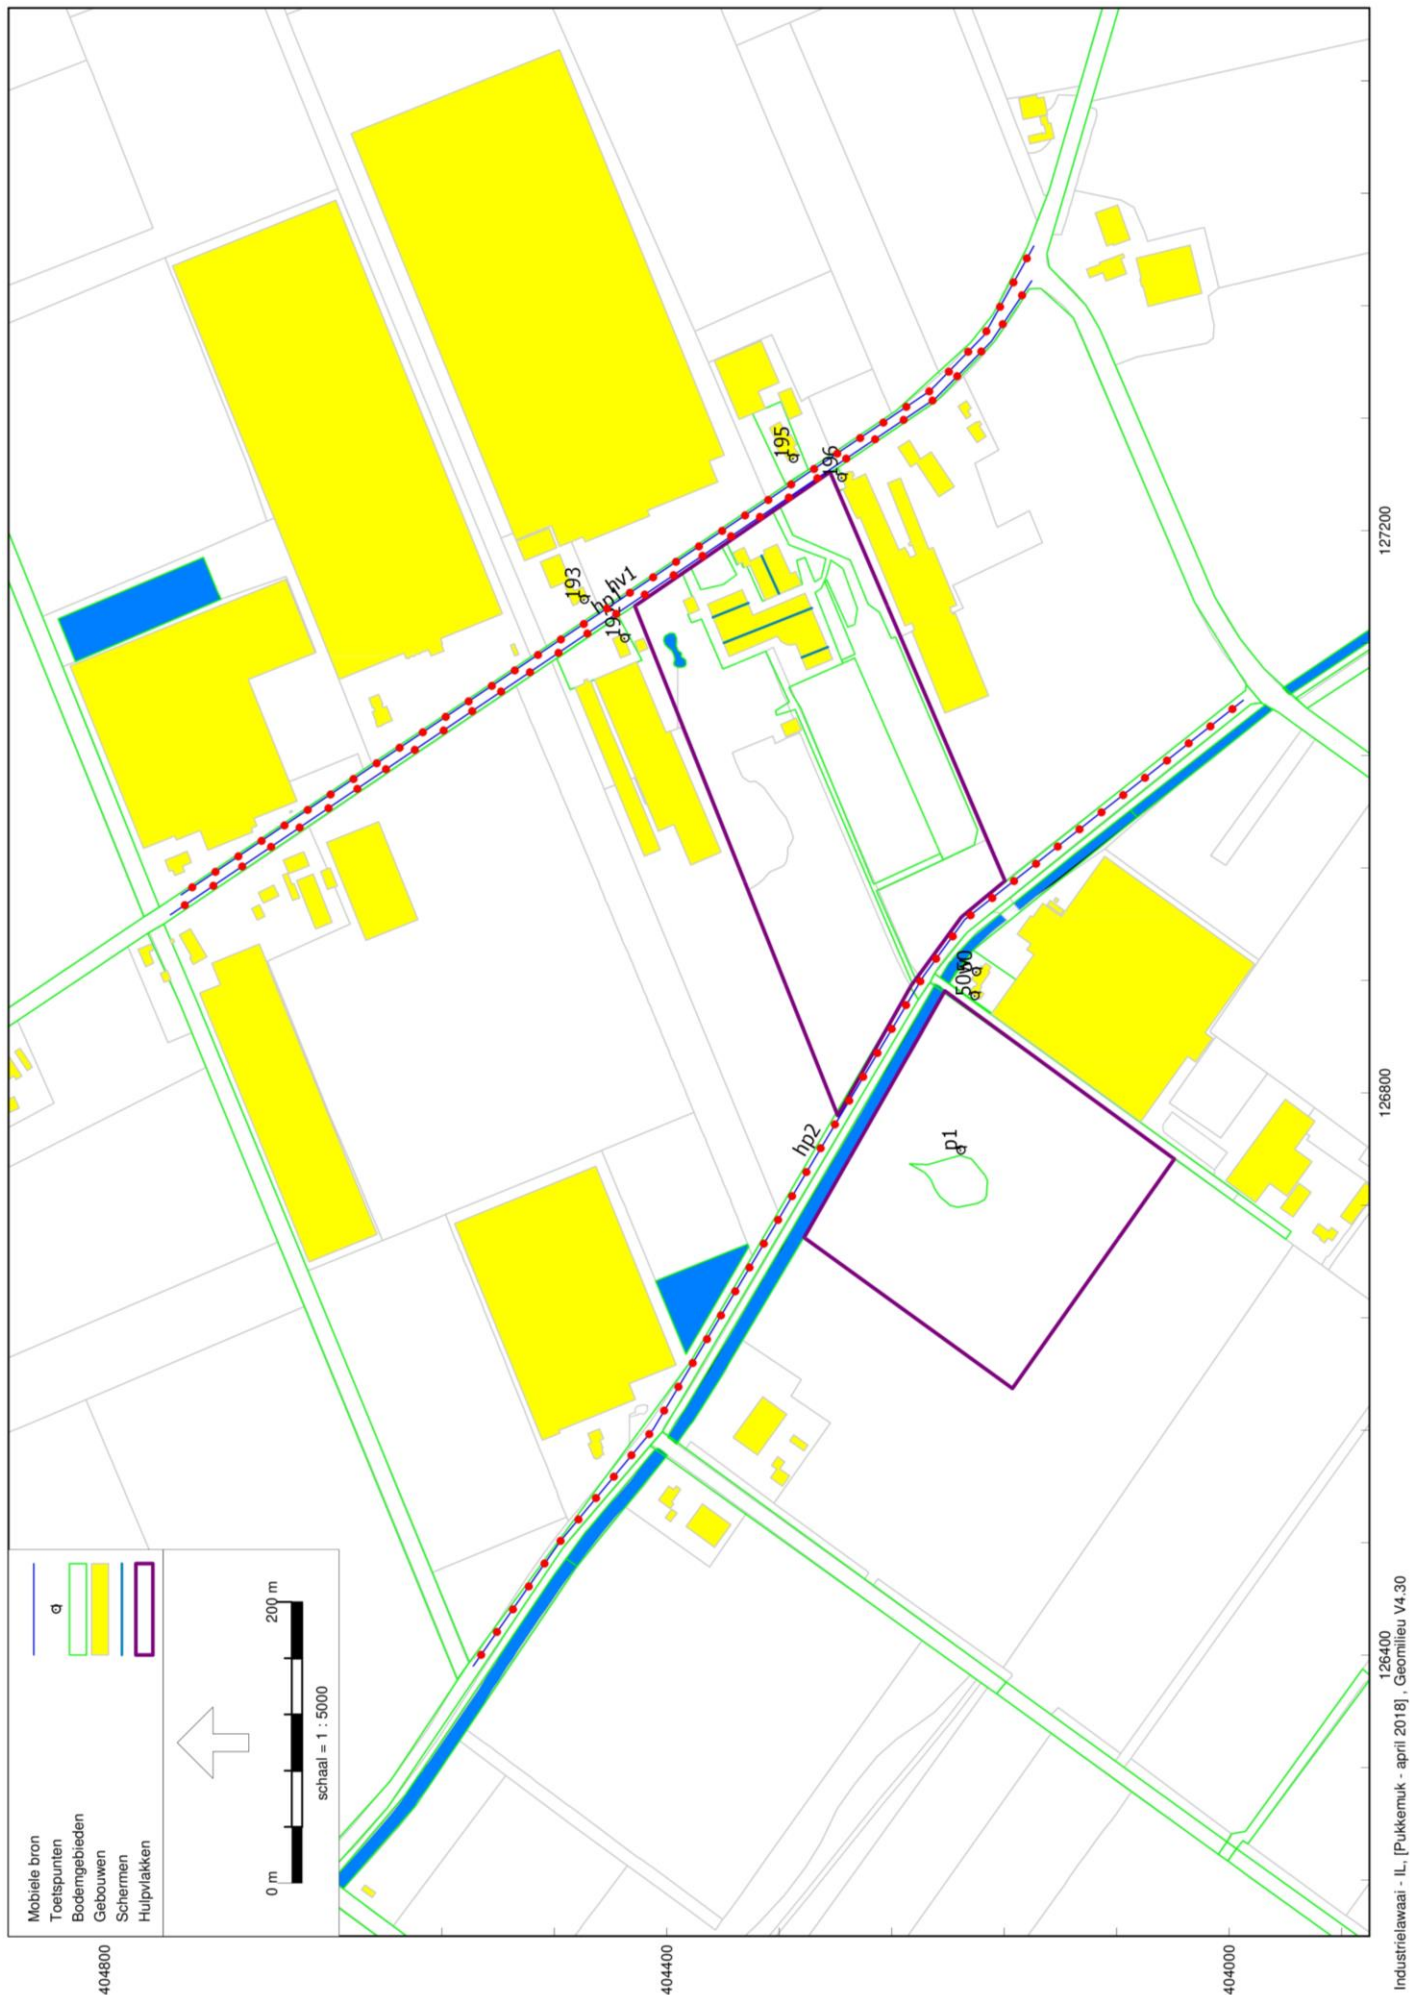 Mobiele bron
Toetspunten
Bodemgebieden
Gebouwen
Schermen
Hulpvlakken
0 m
200 m
schaal = 1 : 5000
404800
404400
404000
126400
126800
127200
193
hv1
hp1
195
196
hp2
p1
Industrielawaai - IL, [Pukkemuk - april 2018] , Geomilieu V4.30